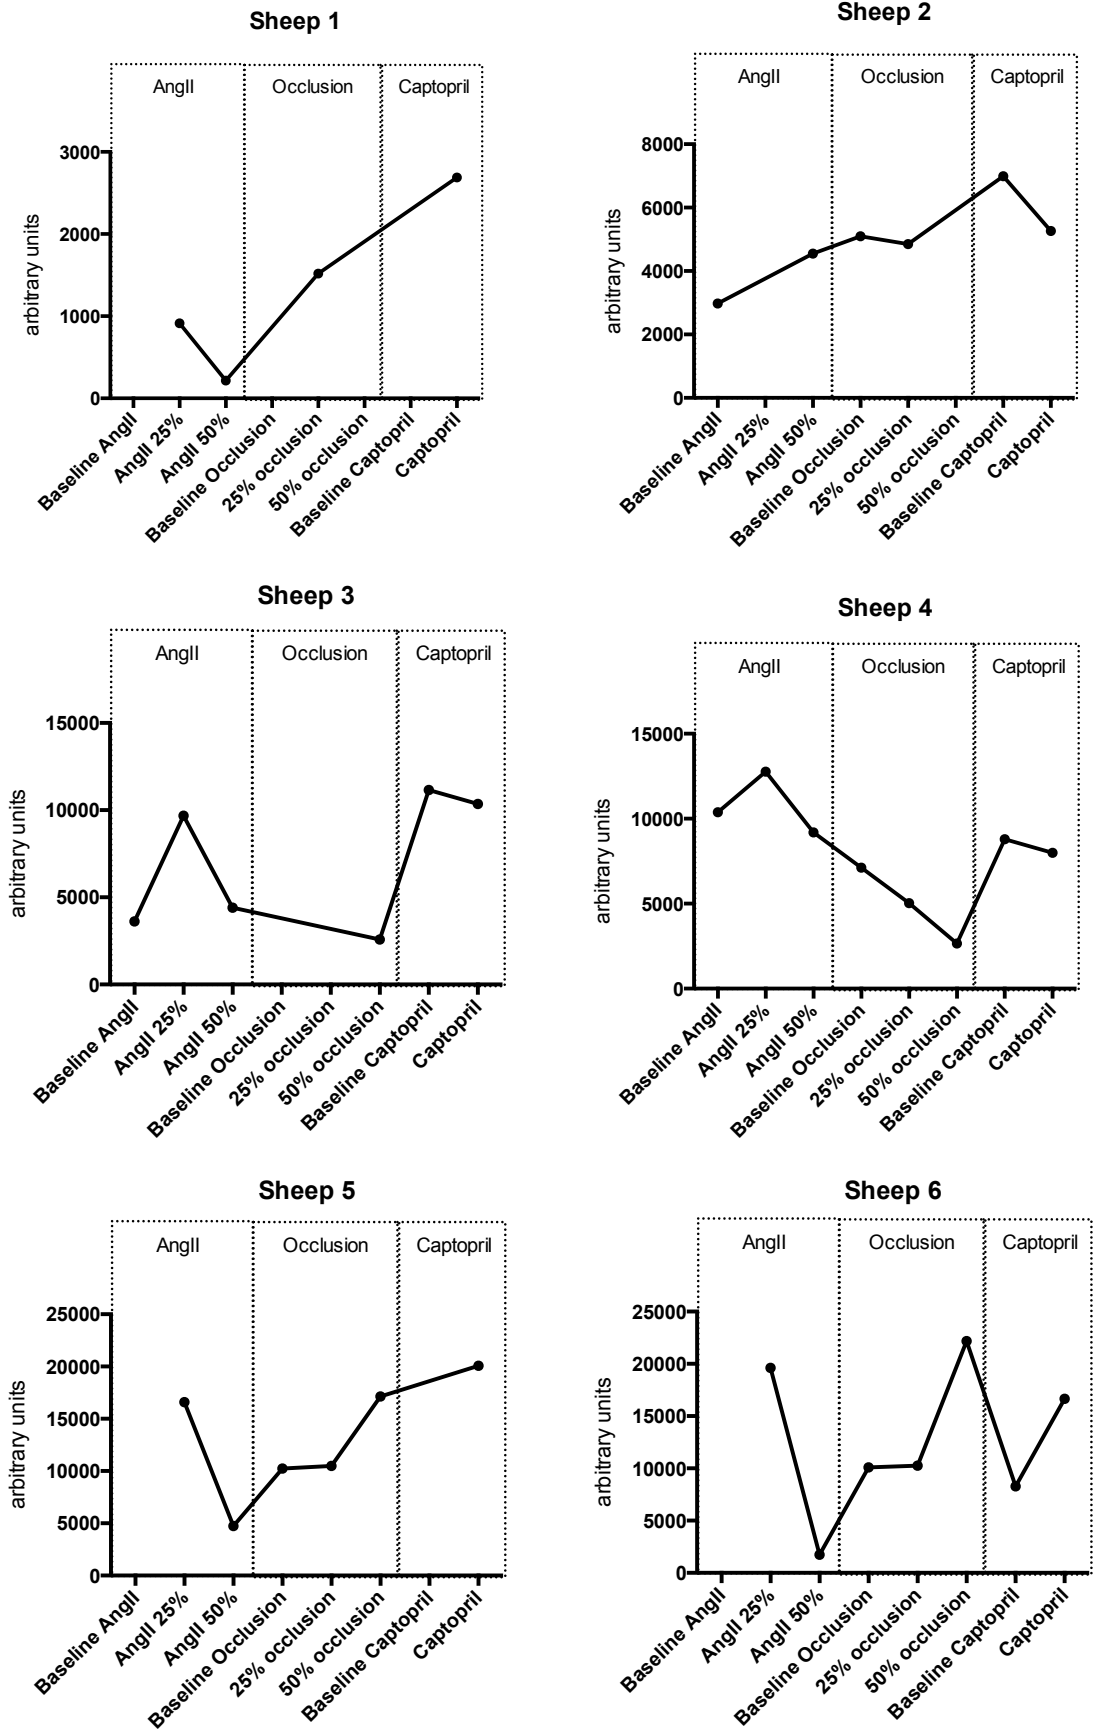 Sheep 1
AngII Occlusion Captopril
3000
2000
1000
0
arbitrary units
Baseline AngII
AngII 25%
AngII 50%
Baseline Occlusion
25% occlusion
50% occlusion
Baseline Captopril
Captopril
Sheep 2
AngII Occlusion Captopril
8000
6000
4000
2000
0
arbitrary units
Baseline AngII
AngII 25%
AngII 50%
Baseline Occlusion
25% occlusion
50% occlusion
Baseline Captopril
Captopril
Sheep 3
AngII Occlusion Captopril
15000
10000
5000
0
arbitrary units
Baseline AngII
AngII 25%
AngII 50%
Baseline Occlusion
25% occlusion
50% occlusion
Baseline Captopril
Captopril
Sheep 4
AngII Occlusion Captopril
15000
10000
5000
0
arbitrary units
Baseline AngII
AngII 25%
AngII 50%
Baseline Occlusion
25% occlusion
50% occlusion
Baseline Captopril
Captopril
Sheep 5
AngII Occlusion Captopril
25000
20000
15000
10000
5000
0
arbitrary units
Baseline AngII
AngII 25%
AngII 50%
Baseline Occlusion
25% occlusion
50% occlusion
Baseline Captopril
Captopril
Sheep 6
AngII Occlusion Captopril
25000
20000
15000
10000
5000
0
arbitrary units
Baseline AngII
AngII 25%
AngII 50%
Baseline Occlusion
25% occlusion
50% occlusion
Baseline Captopril
Captopril